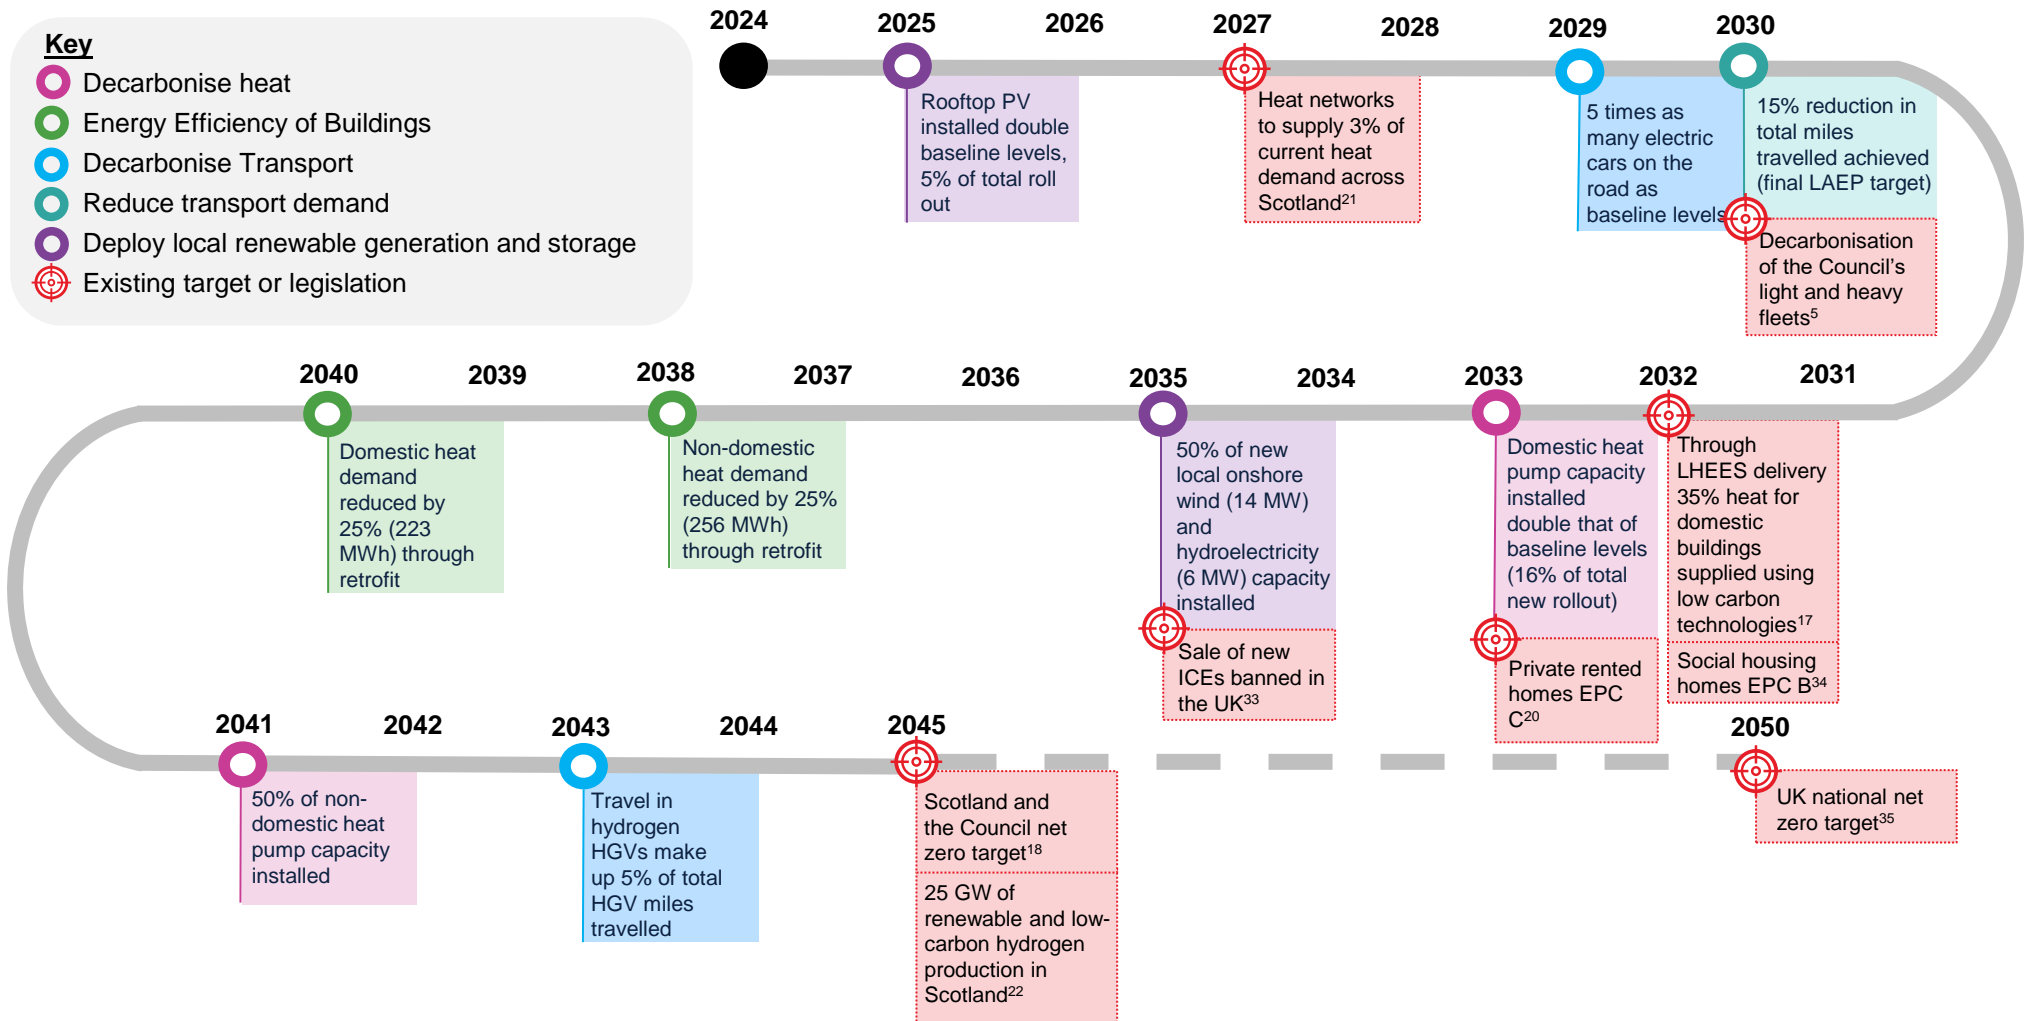 Key
Decarbonise heat
Energy Efficiency of Buildings
Decarbonise Transport
Reduce transport demand
Deploy local renewable generation and storage
Existing target or legislation
2024
2025
Rooftop PV
installed double
baseline levels,
5% of total roll
out
2026
2027
Heat networks
to supply 3% of
current heat
demand across
Scotland²¹
2028
2029
5 times as
many electric
cars on the
road as
baseline levels
2030
15% reduction in
total miles
travelled achieved
(final LAEP target)
Decarbonisation
of the Council’s
light and heavy
fleets⁵
2031
2032
Through
LHEES delivery
35% heat for
domestic
buildings
supplied using
low carbon
technologies¹⁷
Social housing
homes EPC B³⁴
2033
Domestic heat
pump capacity
installed
double that of
baseline levels
(16% of total
new rollout)
Private rented
homes EPC
C²⁰
2034
2035
50% of new
local onshore
wind (14 MW)
and
hydroelectricity
(6 MW) capacity
installed
Sale of new
ICEs banned in
the UK³³
2036
2037
2038
Non-domestic
heat demand
reduced by 25%
(256 MWh)
through retrofit
2039
2040
Domestic heat
demand
reduced by
25% (223
MWh) through
retrofit
2041
50% of non-
domestic heat
pump capacity
installed
2042
2043
Travel in
hydrogen
HGVs make
up 5% of total
HGV miles
travelled
2044
2045
Scotland and
the Council net
zero target¹⁸
25 GW of
renewable and low-
carbon hydrogen
production in
Scotland²²
2050
UK national net
zero target³⁵